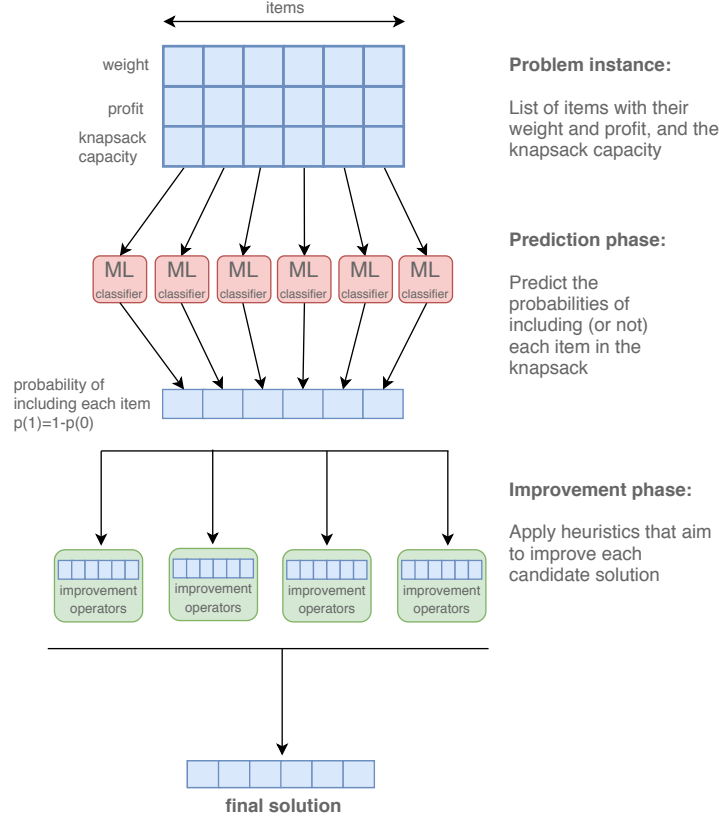 items
weight
profit
knapsack
capacity
Problem instance:
List of items with their
weight and profit, and the
knapsack capacity
ML
classifier
ML
classifier
ML
classifier
ML
classifier
ML
classifier
ML
classifier
Prediction phase:
Predict the
probabilities of
including (or not)
each item in the
knapsack
probability of
including each item
p(1)=1-p(0)
Improvement phase:
Apply heuristics that aim
to improve each
candidate solution
improvement
operators
improvement
operators
improvement
operators
improvement
operators
final solution